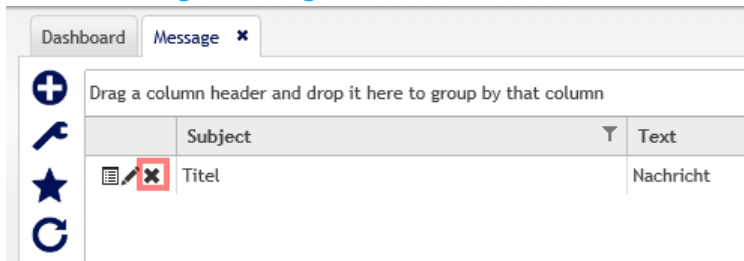 Dashboard Message
Drag a column header and drop it here to group by that column
Subject Text
Titel Nachricht